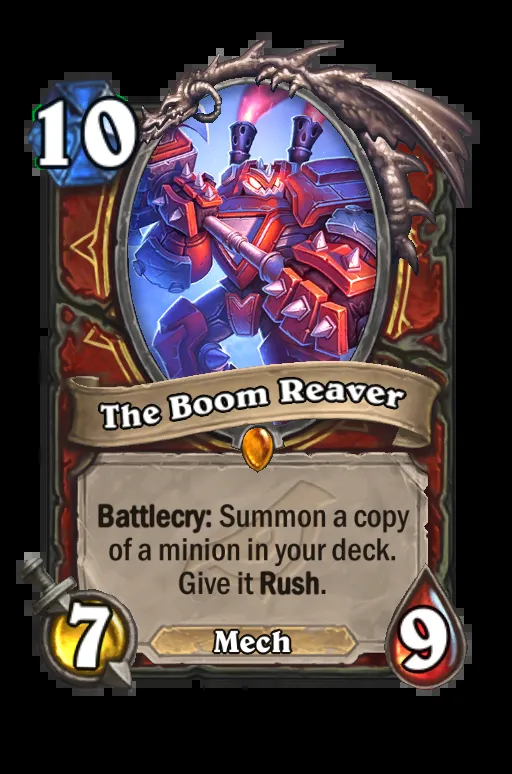 10
The Boom Reaver
Battlecry: Summon a copy
of a minion in your deck.
Give it Rush.
7
Mech
9